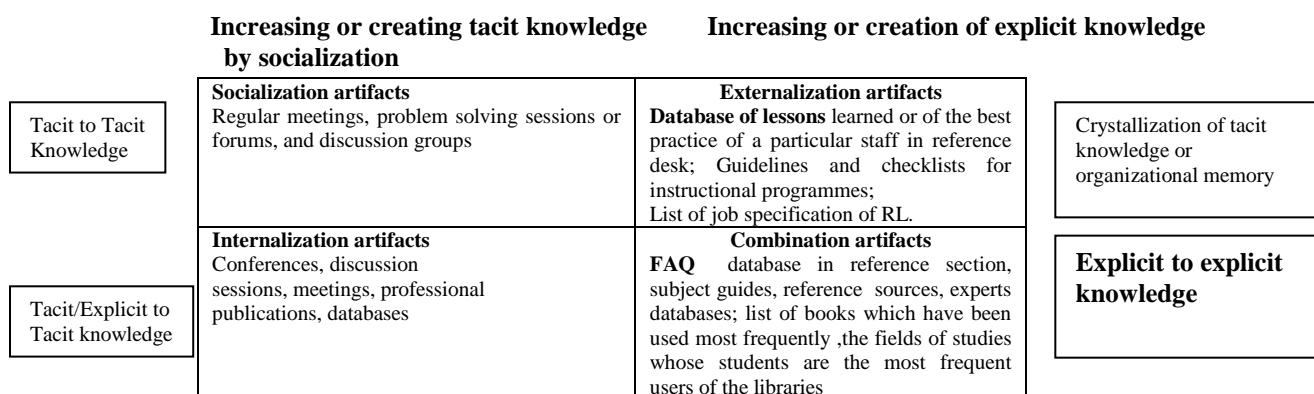 Increasing or creating tacit knowledge
by socialization
Increasing or creation of explicit knowledge
Tacit to Tacit
Knowledge
Socialization artifacts
Regular meetings, problem solving sessions or
forums, and discussion groups
Externalization artifacts
Database of lessons learned or of the best
practice of a particular staff in reference
desk; Guidelines and checklists for
instructional programmes;
List of job specification of RL.
Crystallization of tacit
knowledge or
organizational memory
Tacit/Explicit to
Tacit knowledge
Internalization artifacts
Conferences, discussion
sessions, meetings, professional
publications, databases
Combination artifacts
FAQ database in reference section,
subject guides, reference sources, experts
databases; list of books which have been
used most frequently ,the fields of studies
whose students are the most frequent
users of the libraries
Explicit to explicit
knowledge